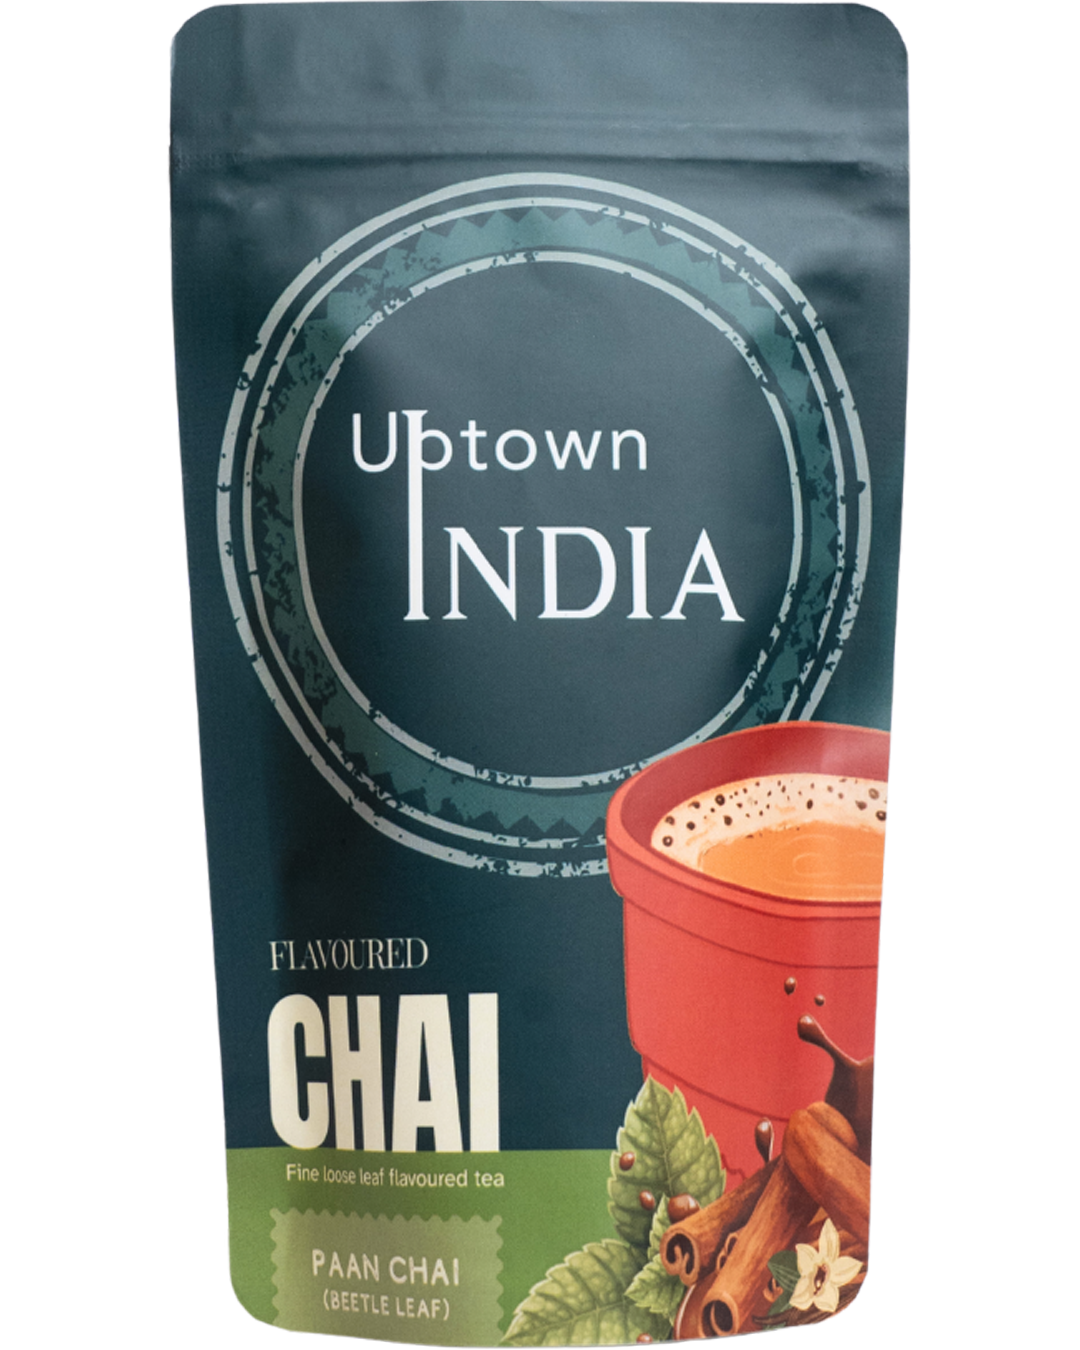 Uptown
INDIA
FLAVOURED
CHAI
Fine loose leaf flavoured tea
PAAN CHAI
(BEETLE LEAF)